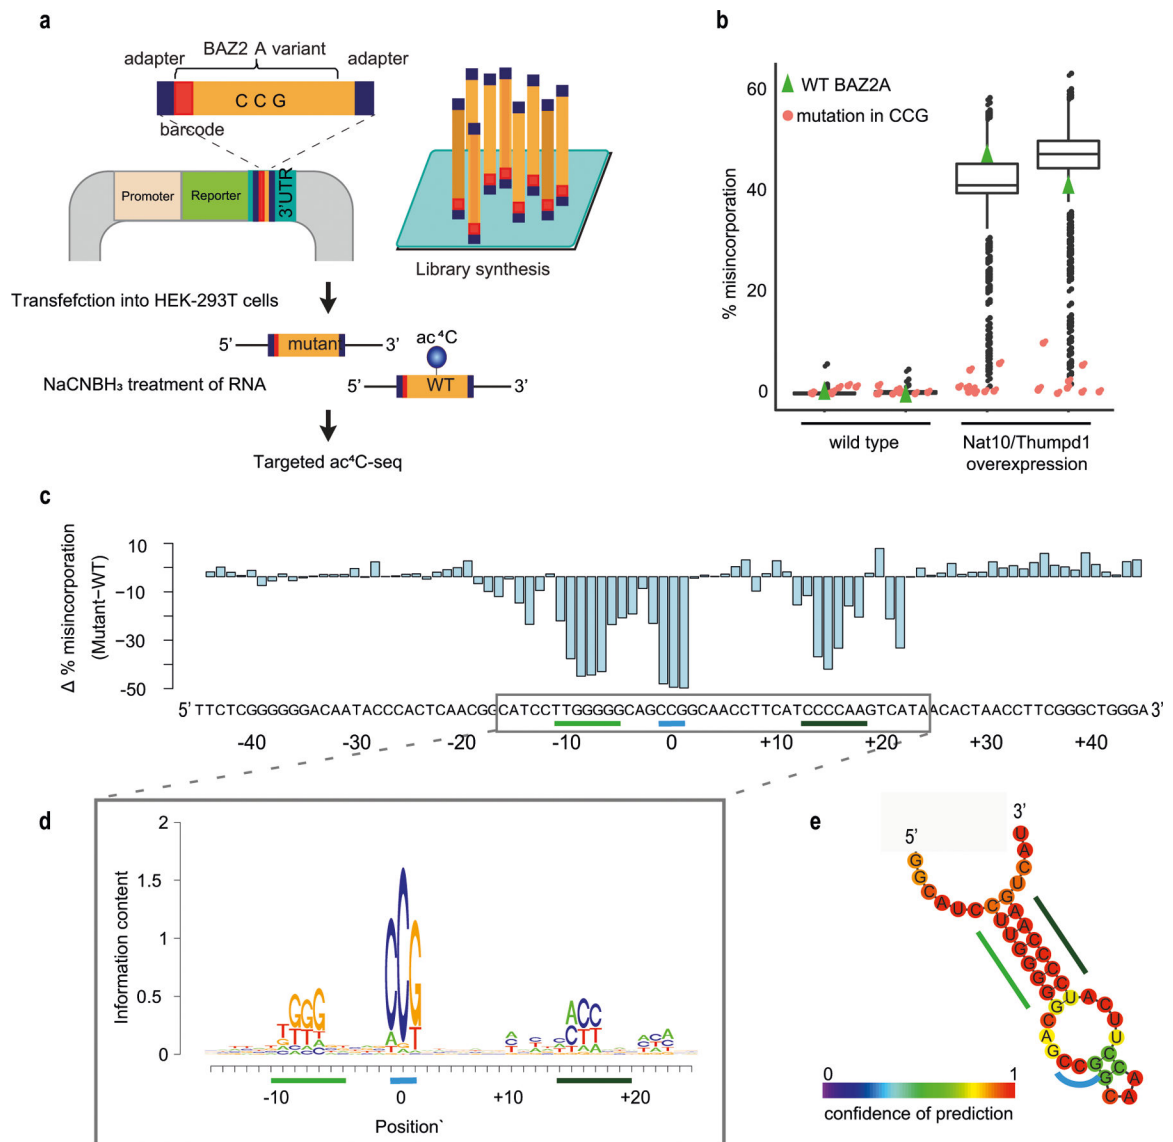 a
BAZ2 A variant
adapter
adapter
C C G
barcode
Promoter
Reporter
3'UTR
Library synthesis
Transfefction into HEK-293T cells
5'
mutant
3'
ac⁴C
NaCNBH₃ treatment of RNA
5'
WT
3'
Targeted ac⁴C-seq
b
% misincorporation
60
40
20
0
WT BAZ2A
mutation in CCG
wild type
Nat10/Thumpd1
overexpression
c
Δ % misincorporation
(Mutant−WT)
10
−10
−30
−50
5' TTCTCGGGGGGACAATACCCACTCAACGGCATCCTTGGGGGCAGCCGGCAACCTTCATCCCCAAGTCATAACACTAACCTTCGGGCTGGGA 3'
-40
-30
-20
-10
0
+10
+20
+30
+40
d
Information content
2
1.5
1
0.5
0
-10
0
+10
+20
Position`
e
5'
3'
G
G
C
A
U
C
C
U
U
G
G
G
G
G
C
A
G
C
C
G
G
C
A
A
C
C
U
U
C
A
U
C
C
C
C
A
A
G
U
C
A
U
0
1
confidence of prediction